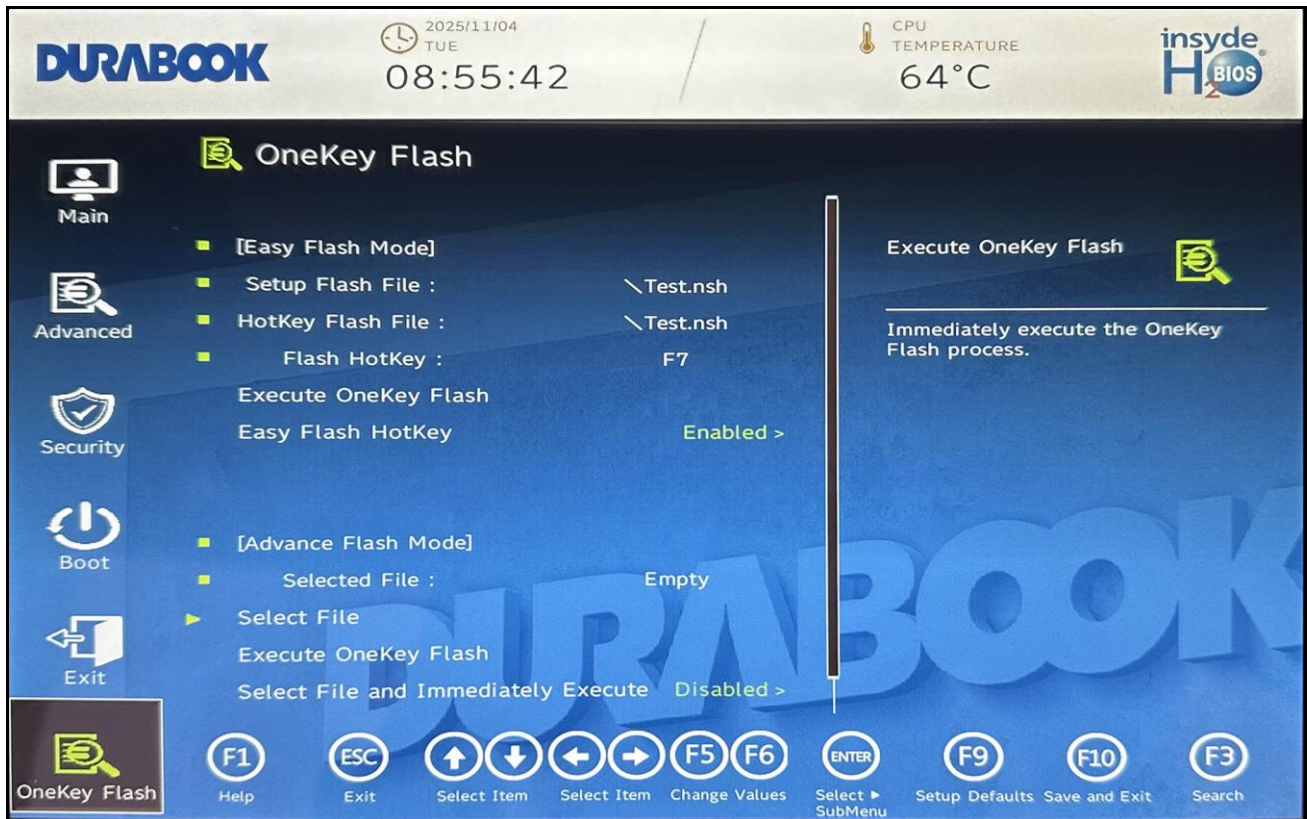 DURABOOK
2025/11/04
TUE
08:55:42
CPU
TEMPERATURE
64°C
insyde®
H2BIOS
Main
Advanced
Security
Boot
Exit
OneKey Flash
OneKey Flash
[Easy Flash Mode]
Setup Flash File : \Test.nsh
HotKey Flash File : \Test.nsh
Flash HotKey : F7
Execute OneKey Flash
Easy Flash HotKey Enabled >
[Advance Flash Mode]
Selected File : Empty
Select File
Execute OneKey Flash
Select File and Immediately Execute Disabled >
Execute OneKey Flash
Immediately execute the OneKey
Flash process.
DURABOOK
F1 Help
ESC Exit
Select Item
Select Item
F5 F6 Change Values
ENTER Select ► SubMenu
F9 Setup Defaults
F10 Save and Exit
F3 Search